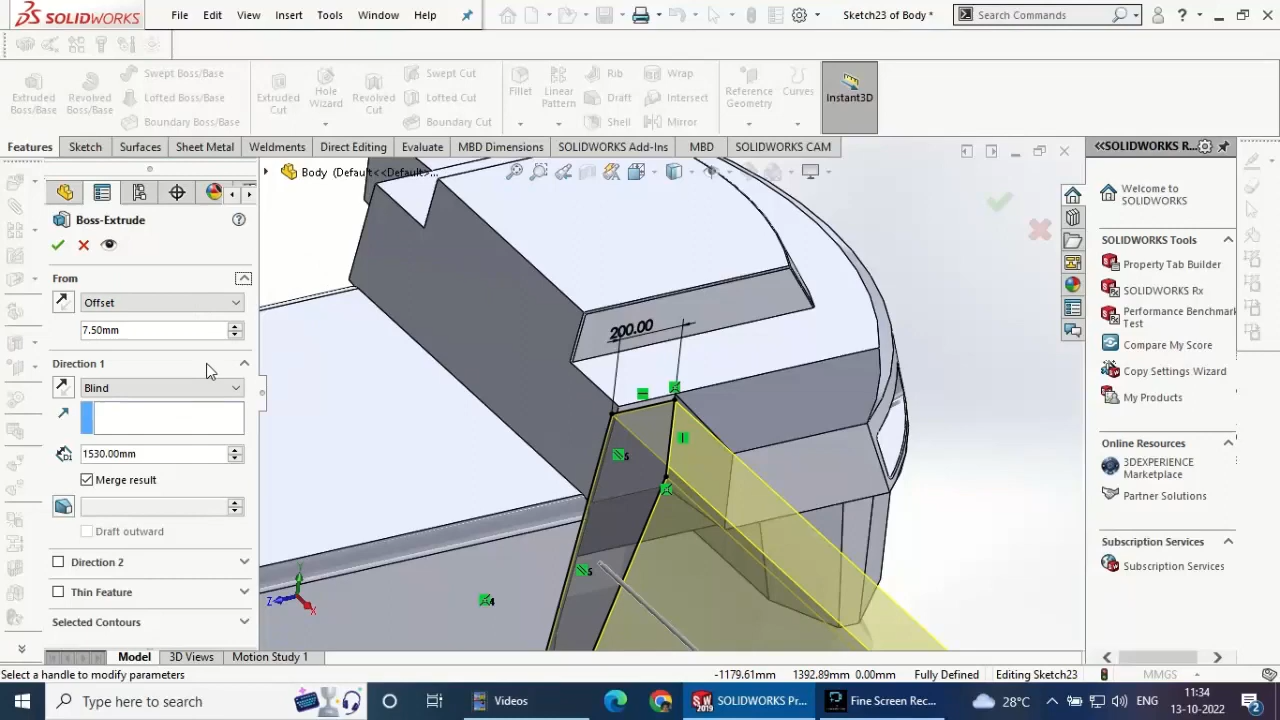 SOLIDWORKS
File Edit View Insert Tools Window Help
Sketch23 of Body *
Search Commands
Extruded Boss/Base
Revolved Boss/Base
Swept Boss/Base
Lofted Boss/Base
Boundary Boss/Base
Extruded Cut
Hole Wizard
Revolved Cut
Swept Cut
Lofted Cut
Boundary Cut
Fillet
Linear Pattern
Rib
Draft
Shell
Wrap
Intersect
Mirror
Reference Geometry
Curves
Instant3D
Features Sketch Surfaces Sheet Metal Weldments Direct Editing Evaluate MBD Dimensions SOLIDWORKS Add-Ins MBD SOLIDWORKS CAM
Body (Default<<Default>...
Boss-Extrude
From
Offset
7.50mm
Direction 1
Blind
1530.00mm
Merge result
Draft outward
Direction 2
Thin Feature
Selected Contours
200.00
5
5
4
Y
Z
X
<<SOLIDWORKS R...
Welcome to SOLIDWORKS
SOLIDWORKS Tools
Property Tab Builder
SOLIDWORKS Rx
Performance Benchmark Test
Compare My Score
Copy Settings Wizard
My Products
Online Resources
3DEXPERIENCE Marketplace
Partner Solutions
Subscription Services
Subscription Services
Model 3D Views Motion Study 1
Select a handle to modify parameters
-1179.61mm 1392.89mm 0.00mm Fully Defined Editing Sketch23 MMGS
Type here to search
Videos
SW 2019
SOLIDWORKS Pr...
Fine Screen Rec...
28°C
ENG
11:34
13-10-2022
2